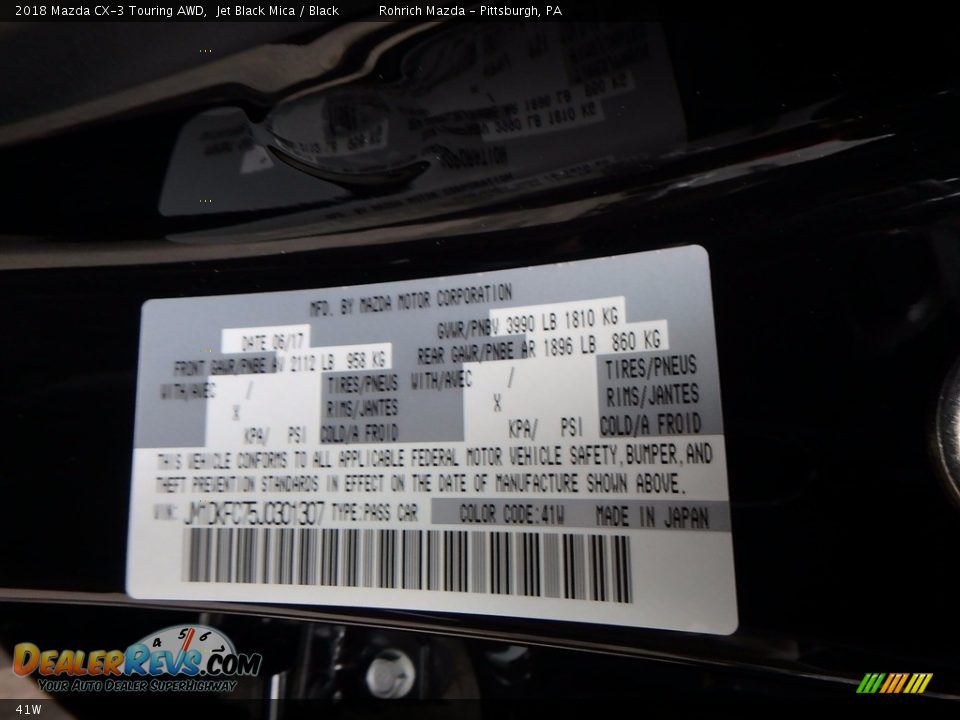 2018 Mazda CX-3 Touring AWD, Jet Black Mica / Black Rohrich Mazda - Pittsburgh, PA
MFD. BY MAZDA MOTOR CORPORATION
DATE 06/17 GVWR/PNBV 3990 LB 1810 KG
FRONT GAWR/PNBE AV 2112 LB 958 KG REAR GAWR/PNBE AR 1896 LB 860 KG
WITH/AVEC / TIRES/PNEUS WITH/AVEC / TIRES/PNEUS
X RIMS/JANTES X RIMS/JANTES
KPA/ PSI COLD/A FROID KPA/ PSI COLD/A FROID
THIS VEHICLE CONFORMS TO ALL APPLICABLE FEDERAL MOTOR VEHICLE SAFETY, BUMPER, AND
THEFT PREVENTION STANDARDS IN EFFECT ON THE DATE OF MANUFACTURE SHOWN ABOVE.
VIN: JM1DKFC75J0301307 TYPE:PASS CAR COLOR CODE:41W MADE IN JAPAN
4 5 6
DEALERREVS.COM
YOUR AUTO DEALER SUPERHIGHWAY
41W